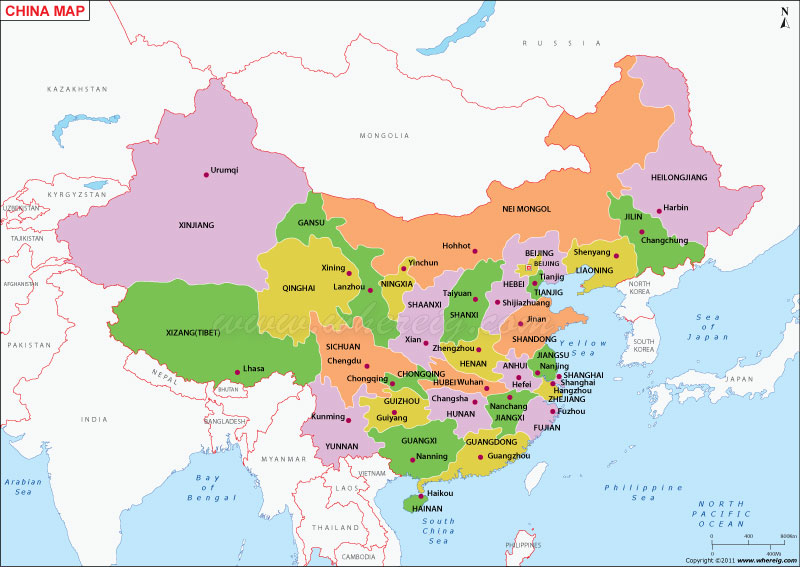 CHINA MAP
N
RUSSIA
KAZAKHSTAN
MONGOLIA
HEILONGJIANG
Urumqi
KYRGYZSTAN
UZBEKISTAN
Harbin
NEI MONGOL
JILIN
XINJIANG
GANSU
TAJIKISTAN
Changchung
Hohhot
BEIJING
Shenyang
BEIJING
Yinchun
LIAONING
Xining
Tianjig
AFGHANISTAN
NINGXIA
HEBEI
QINGHAI
Lanzhou
TIANJIG
NORTH
KOREA
Taiyuan
Shijiazhuang
SHAANXI
SHANXI
Sea
of
Japan
Jinan
www.whereig.com
XIZANG(TIBET)
SHANDONG
Xian
Yellow
Sea
SOUTH
KOREA
PAKISTAN
SICHUAN
Zhengzhou
HENAN
JIANGSU
Chengdu
ANHUI
Nanjing
Lhasa
NEPAL
CHONGQING
SHANGHAI
JAPAN
Chongqing
HUBEI
Wuhan
Hefei
Shanghai
BHUTAN
Hangzhou
GUIZHOU
Changsha
Nanchang
ZHEJIANG
Kunming
Guiyang
HUNAN
JIANGXI
Fuzhou
INDIA
BANGLADESH
FUJIAN
YUNNAN
GUANGXI
GUANGDONG
Nanning
Guangzhou
MYANMAR
Arabian
Sea
Bay
of
Bengal
VIETNAM
LAOS
Haikou
HAINAN
Philippine
Sea
NORTH
PACIFIC
OCEAN
THAILAND
South
China
Sea
PHILIPPINES
CAMBODIA
0
800km
0
400Mi
Copyright ©2011 www.whereig.com